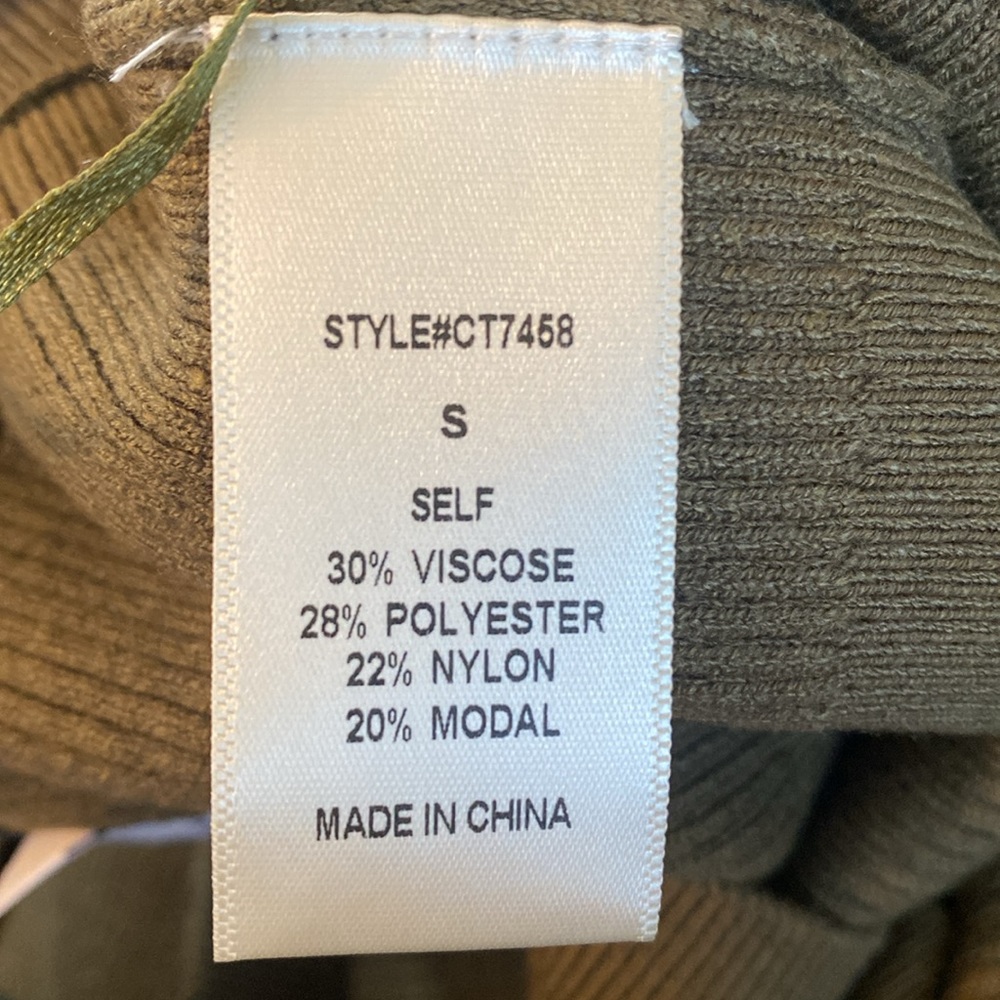 STYLE#CT7458
S
SELF
30% VISCOSE
28% POLYESTER
22% NYLON
20% MODAL
MADE IN CHINA